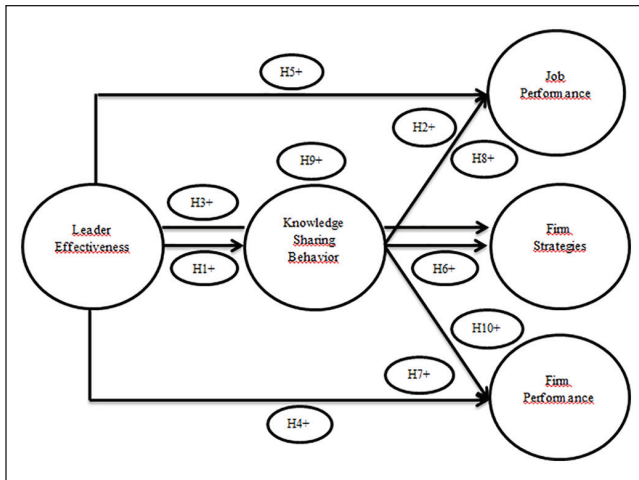 H5+
Job
Performance
H2+
H8+
H9+
Leader
Effectiveness
H3+
H1+
Knowledge
Sharing
Behavior
Firm
Strategies
H6+
H10+
H7+
Firm
Performance
H4+